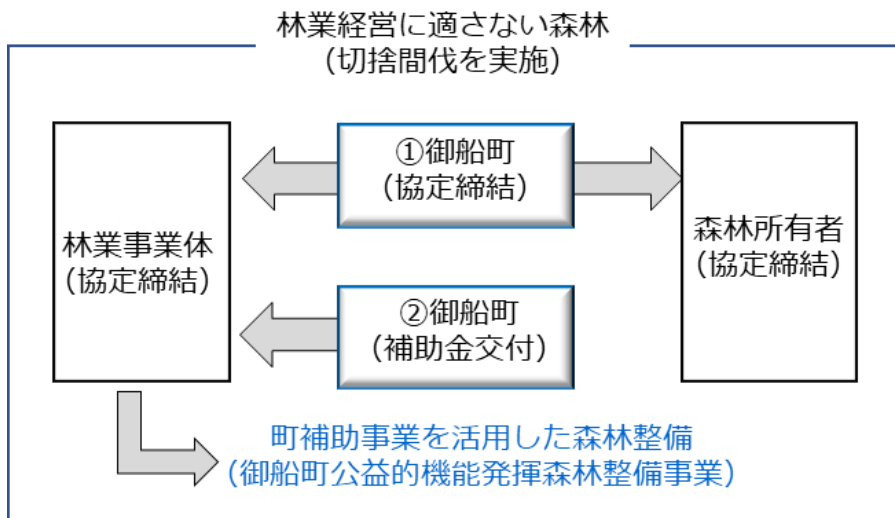 林業経営に適さない森林
(切捨間伐を実施)
①御船町
(協定締結)
林業事業体
(協定締結)
森林所有者
(協定締結)
②御船町
(補助金交付)
町補助事業を活用した森林整備
(御船町公益的機能発揮森林整備事業)